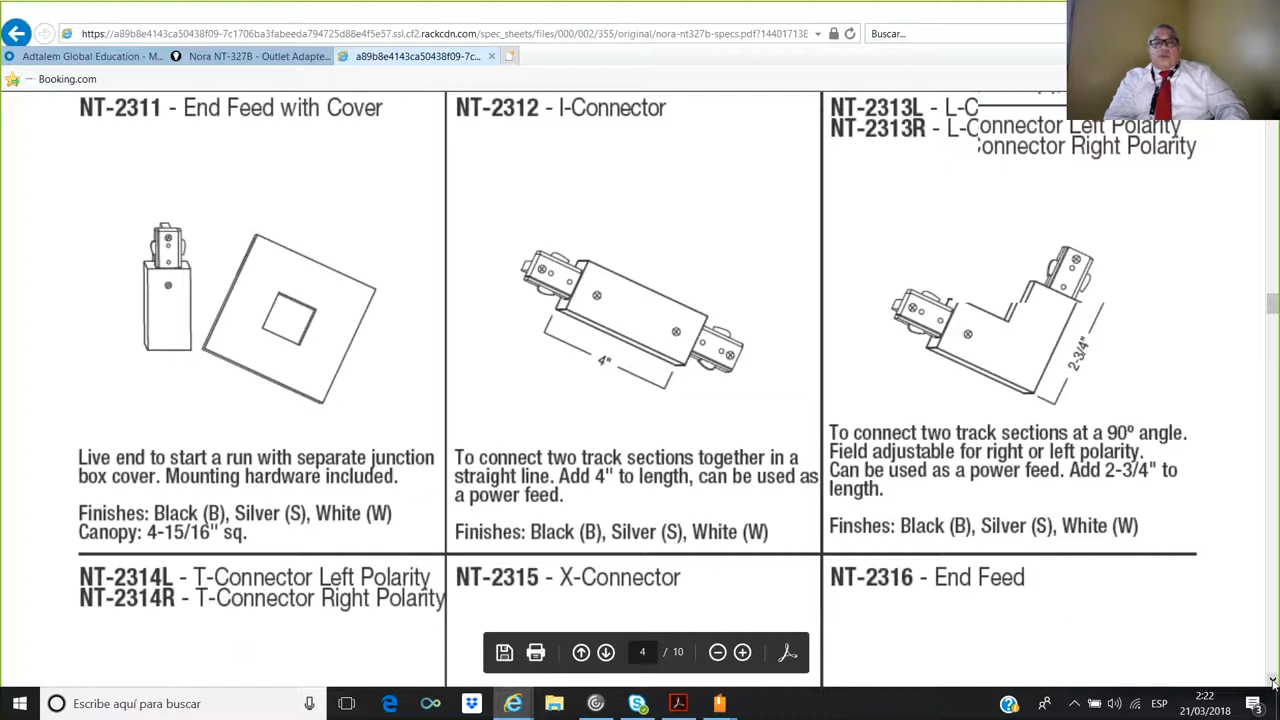 https://a89b8e4143ca50438f09-7c1706ba3fabeeda794725d88e4f5e57.ssl.cf2.rackcdn.com/spec_sheets/files/000/002/355/original/nora-nt327b-specs.pdf?144017138
Buscar...
Adtalem Global Education - M...
Nora NT-327B - Outlet Adapte...
a89b8e4143ca50438f09-7c...
Booking.com
NT-2311 - End Feed with Cover
NT-2312 - I-Connector
NT-2313L - L-Connector Left Polarity
NT-2313R - L-Connector Right Polarity
4"
2-3/4"
Live end to start a run with separate junction
box cover. Mounting hardware included.
Finishes: Black (B), Silver (S), White (W)
Canopy: 4-15/16" sq.
To connect two track sections together in a
straight line. Add 4" to length, can be used as
a power feed.
Finishes: Black (B), Silver (S), White (W)
To connect two track sections at a 90º angle.
Field adjustable for right or left polarity.
Can be used as a power feed. Add 2-3/4" to
length.
Finshes: Black (B), Silver (S), White (W)
NT-2314L - T-Connector Left Polarity
NT-2314R - T-Connector Right Polarity
NT-2315 - X-Connector
NT-2316 - End Feed
4 / 10
Escribe aquí para buscar
ESP
2:22
21/03/2018
3